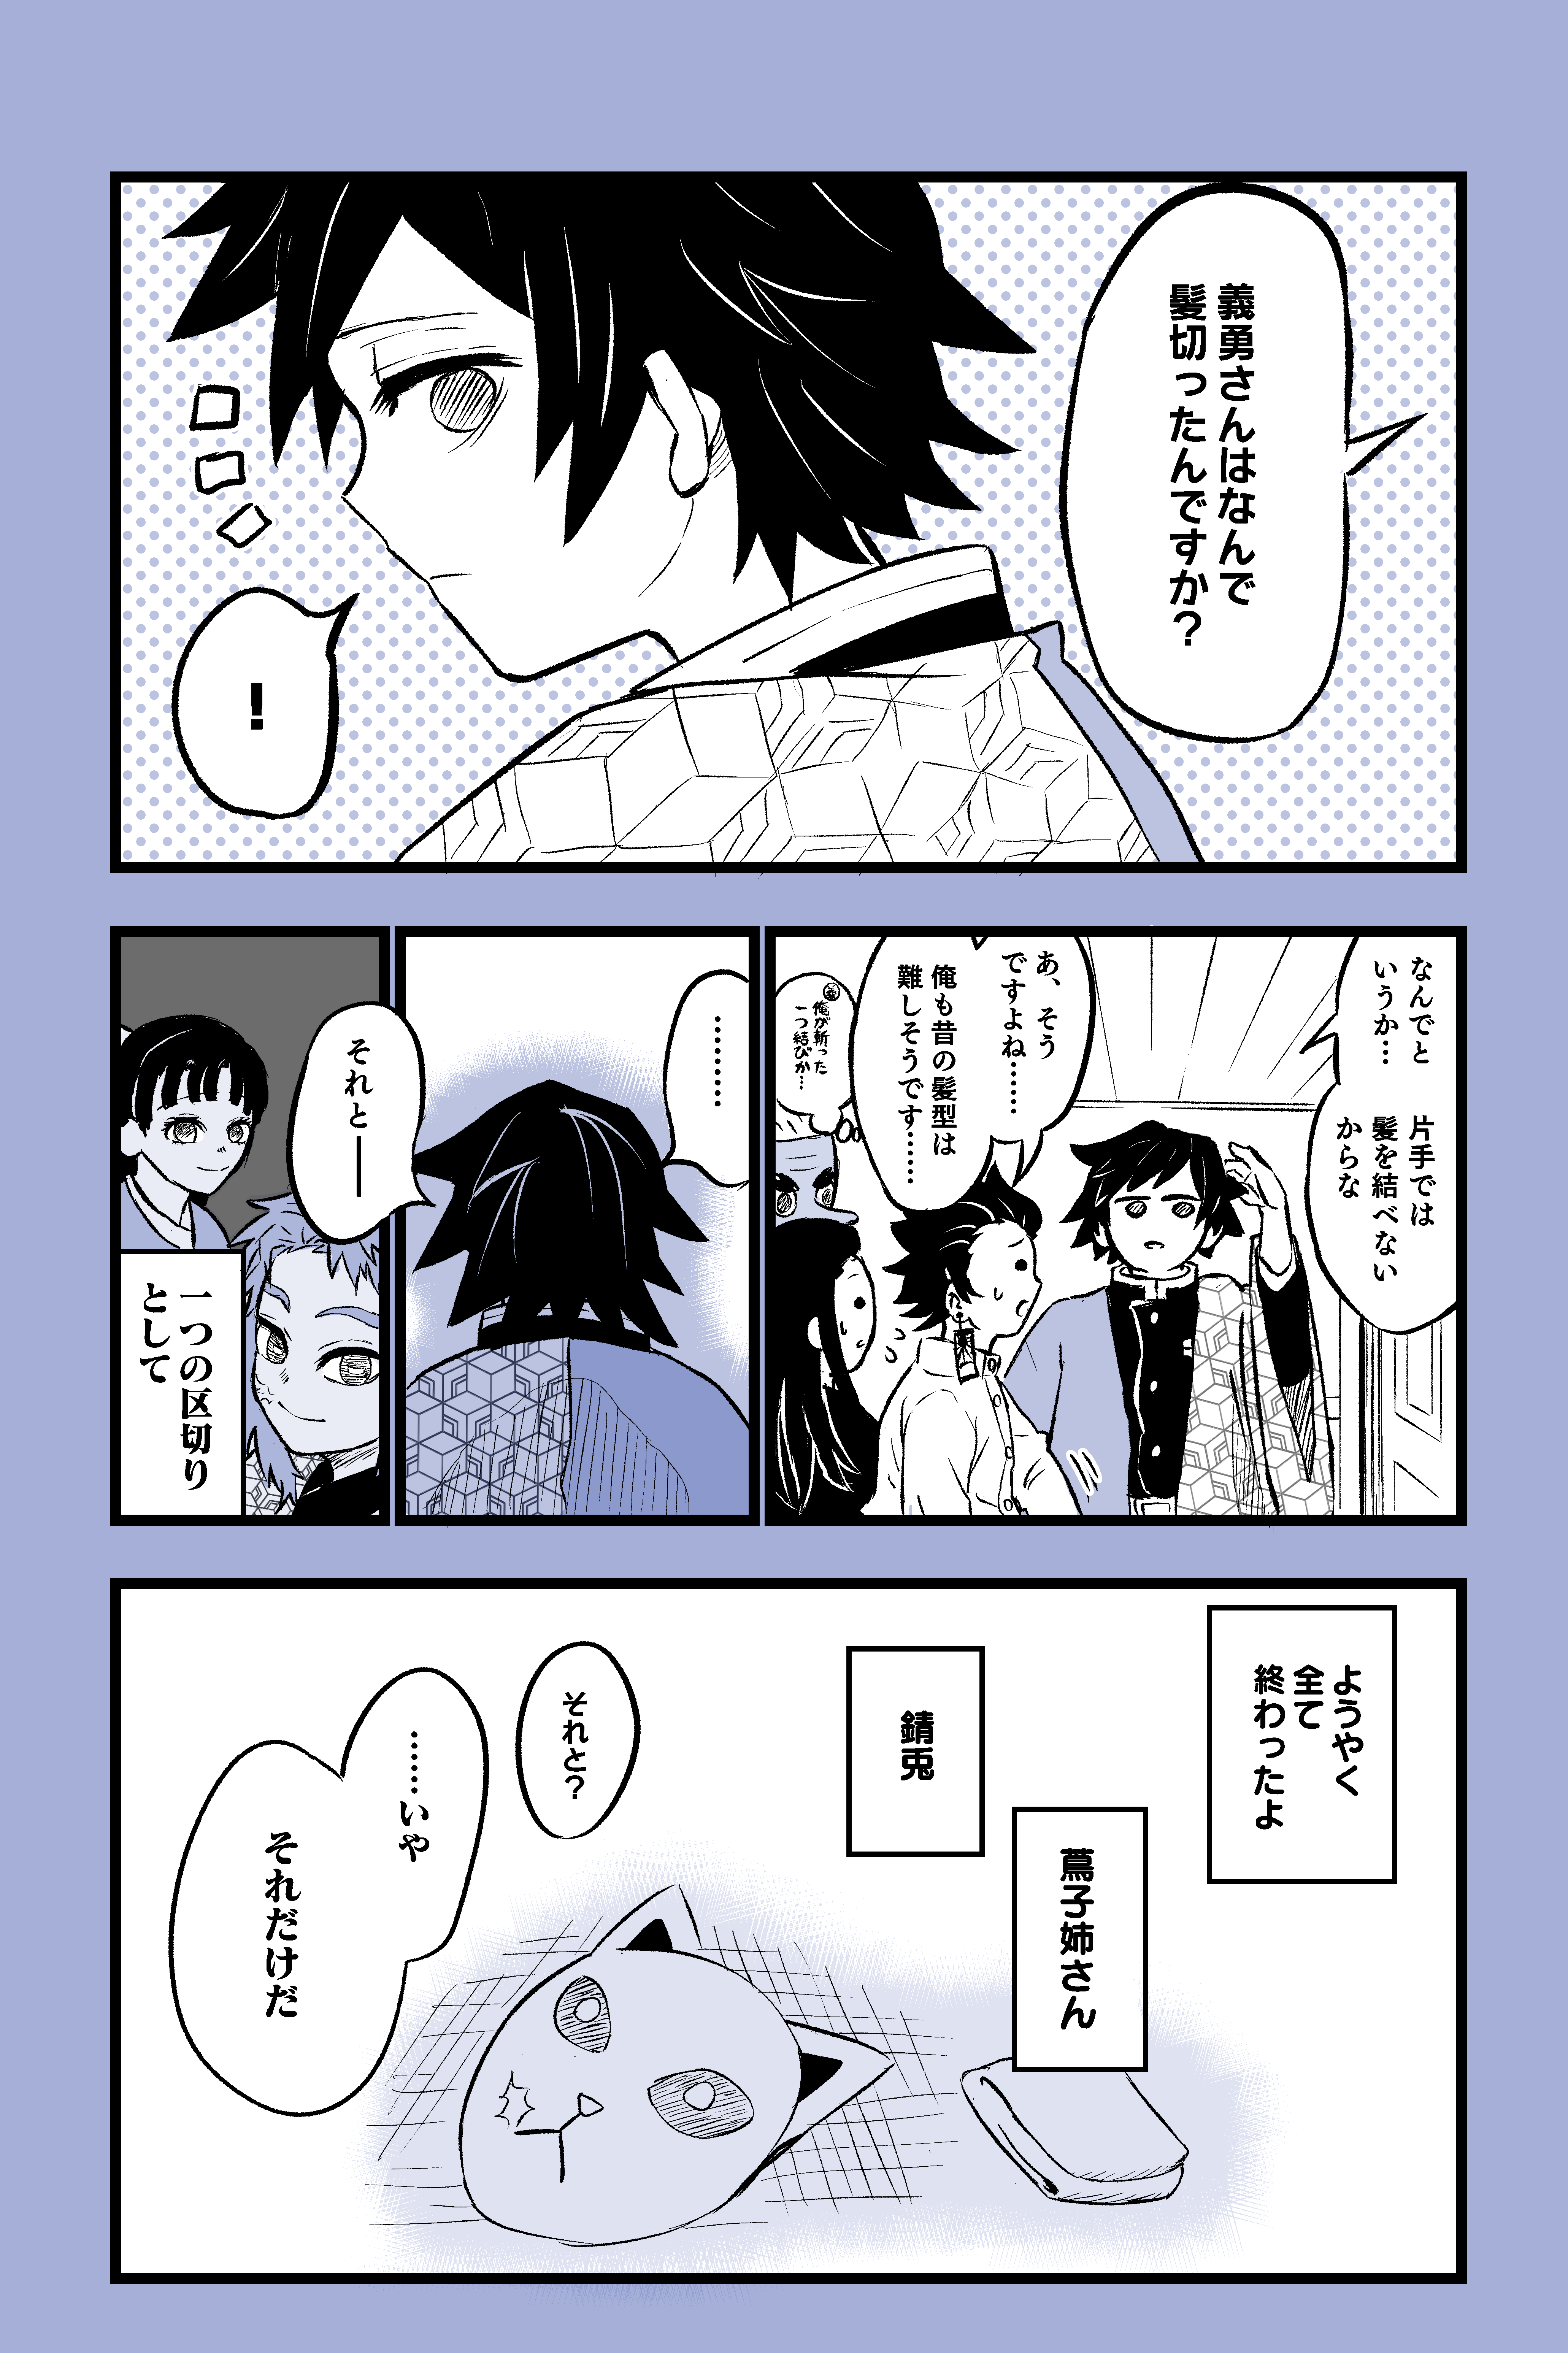 義勇さんはなんで
髪切ったんですか？
！
なんでと
いうか…
片手では
髪を結べない
からな
あ、そう
ですよね……
俺も昔の髪型は
難しそうです……
義
俺が斬った
一つ結びか…
………
それと──
一つの区切り
として
ようやく
全て
終わったよ
蔦子姉さん
錆兎
それと？
……いや
それだけだ